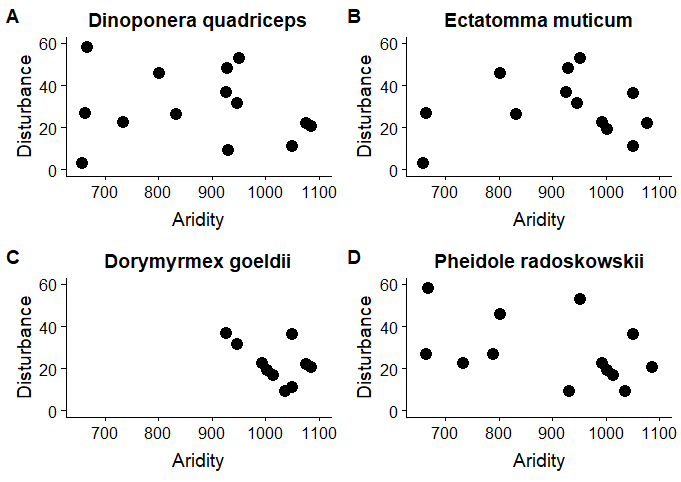 A Dinoponera quadriceps
60
40
20
0
Disturbance
700 800 900 1000 1100
Aridity
B Ectatomma muticum
60
40
20
0
Disturbance
700 800 900 1000 1100
Aridity
C Dorymyrmex goeldii
60
40
20
0
Disturbance
700 800 900 1000 1100
Aridity
D Pheidole radoskowskii
60
40
20
0
Disturbance
700 800 900 1000 1100
Aridity